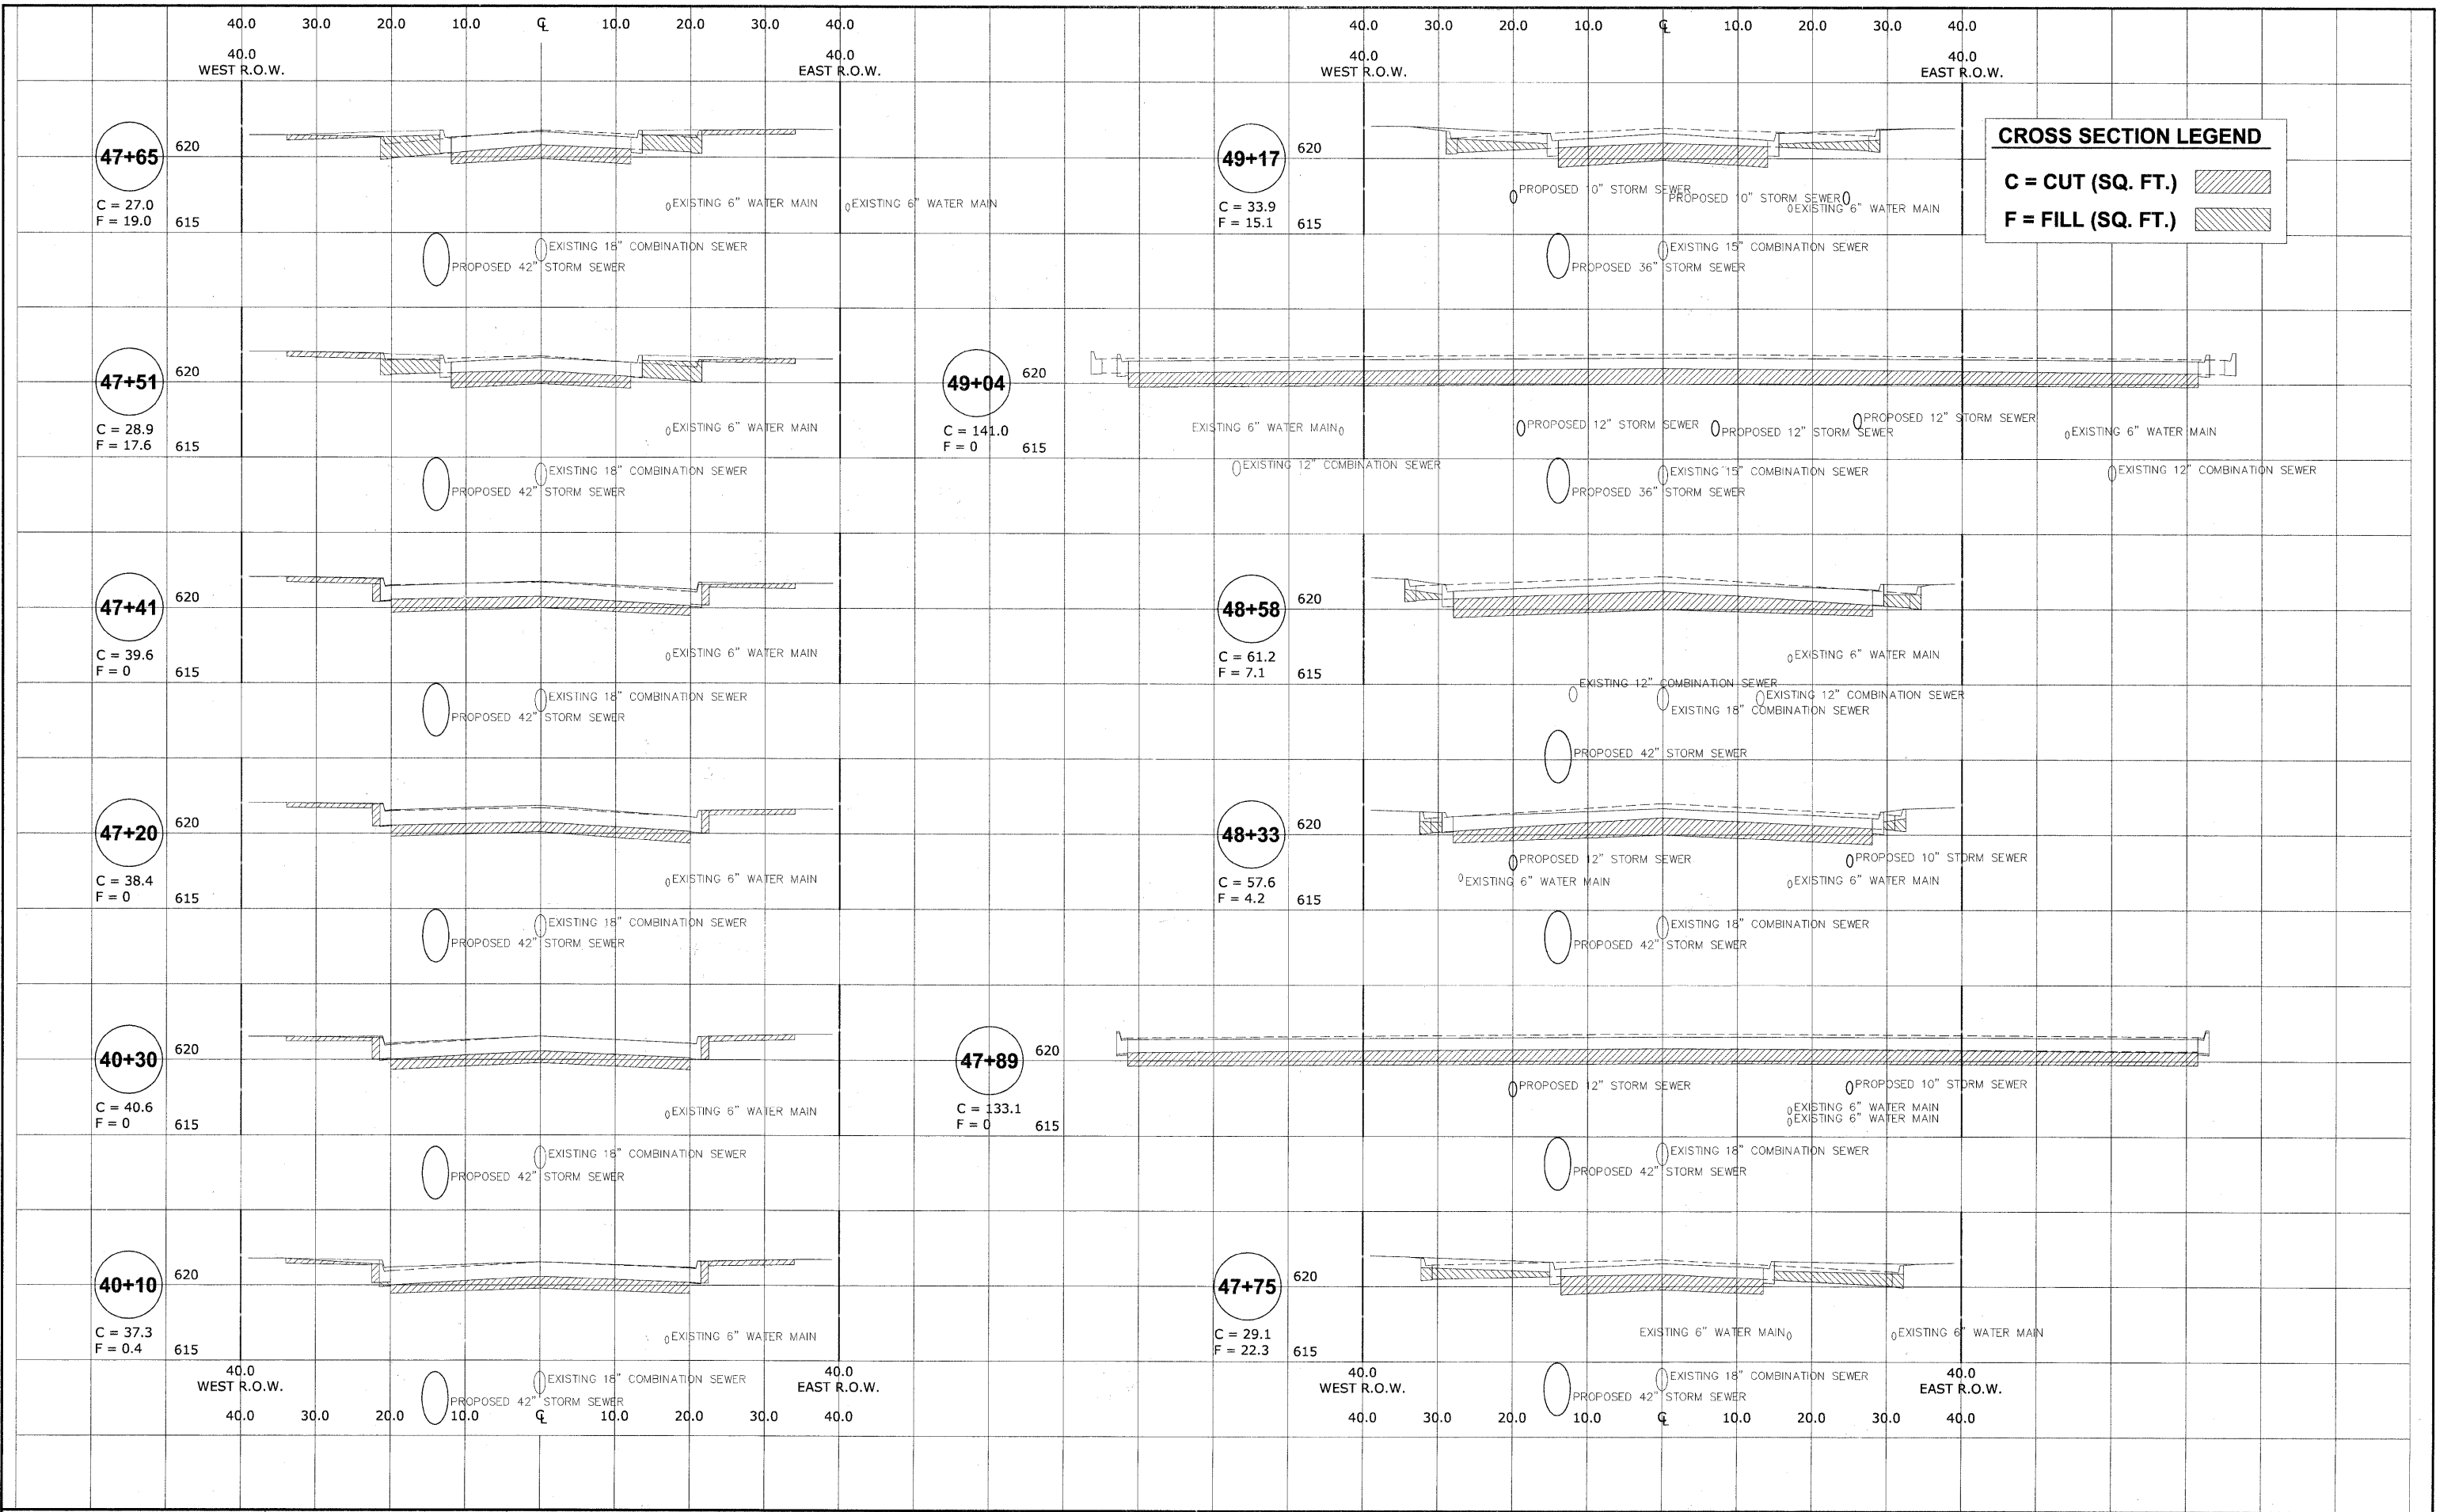 40.0 30.0 20.0 10.0 ℄ 10.0 20.0 30.0 40.0
40.0 40.0
WEST R.O.W. EAST R.O.W.
47+65
620
C = 27.0
F = 19.0
615
EXISTING 6" WATER MAIN
EXISTING 6" WATER MAIN
EXISTING 18" COMBINATION SEWER
PROPOSED 42" STORM SEWER
47+51
620
C = 28.9
F = 17.6
615
EXISTING 6" WATER MAIN
EXISTING 18" COMBINATION SEWER
PROPOSED 42" STORM SEWER
47+41
620
C = 39.6
F = 0
615
EXISTING 6" WATER MAIN
EXISTING 18" COMBINATION SEWER
PROPOSED 42" STORM SEWER
47+20
620
C = 38.4
F = 0
615
EXISTING 6" WATER MAIN
EXISTING 18" COMBINATION SEWER
PROPOSED 42" STORM SEWER
40+30
620
C = 40.6
F = 0
615
EXISTING 6" WATER MAIN
EXISTING 18" COMBINATION SEWER
PROPOSED 42" STORM SEWER
40+10
620
C = 37.3
F = 0.4
615
EXISTING 6" WATER MAIN
EXISTING 18" COMBINATION SEWER
PROPOSED 42" STORM SEWER
40.0 40.0
WEST R.O.W. EAST R.O.W.
40.0 30.0 20.0 10.0 ℄ 10.0 20.0 30.0 40.0
40.0 30.0 20.0 10.0 ℄ 10.0 20.0 30.0 40.0
40.0 40.0
WEST R.O.W. EAST R.O.W.
CROSS SECTION LEGEND
C = CUT (SQ. FT.)
F = FILL (SQ. FT.)
49+17
620
C = 33.9
F = 15.1
615
PROPOSED 10" STORM SEWER
PROPOSED 10" STORM SEWER
EXISTING 6" WATER MAIN
EXISTING 15" COMBINATION SEWER
PROPOSED 36" STORM SEWER
49+04
620
C = 141.0
F = 0
615
EXISTING 6" WATER MAIN
PROPOSED 12" STORM SEWER
PROPOSED 12" STORM SEWER
PROPOSED 12" STORM SEWER
EXISTING 6" WATER MAIN
EXISTING 12" COMBINATION SEWER
EXISTING 15" COMBINATION SEWER
PROPOSED 36" STORM SEWER
EXISTING 12" COMBINATION SEWER
48+58
620
C = 61.2
F = 7.1
615
EXISTING 6" WATER MAIN
EXISTING 12" COMBINATION SEWER
EXISTING 12" COMBINATION SEWER
EXISTING 18" COMBINATION SEWER
PROPOSED 42" STORM SEWER
48+33
620
C = 57.6
F = 4.2
615
PROPOSED 12" STORM SEWER
PROPOSED 10" STORM SEWER
EXISTING 6" WATER MAIN
EXISTING 6" WATER MAIN
EXISTING 18" COMBINATION SEWER
PROPOSED 42" STORM SEWER
47+89
620
C = 133.1
F = 0
615
PROPOSED 12" STORM SEWER
PROPOSED 10" STORM SEWER
EXISTING 6" WATER MAIN
EXISTING 6" WATER MAIN
EXISTING 18" COMBINATION SEWER
PROPOSED 42" STORM SEWER
47+75
620
C = 29.1
F = 22.3
615
EXISTING 6" WATER MAIN
EXISTING 6" WATER MAIN
EXISTING 18" COMBINATION SEWER
PROPOSED 42" STORM SEWER
40.0 40.0
WEST R.O.W. EAST R.O.W.
40.0 30.0 20.0 10.0 ℄ 10.0 20.0 30.0 40.0